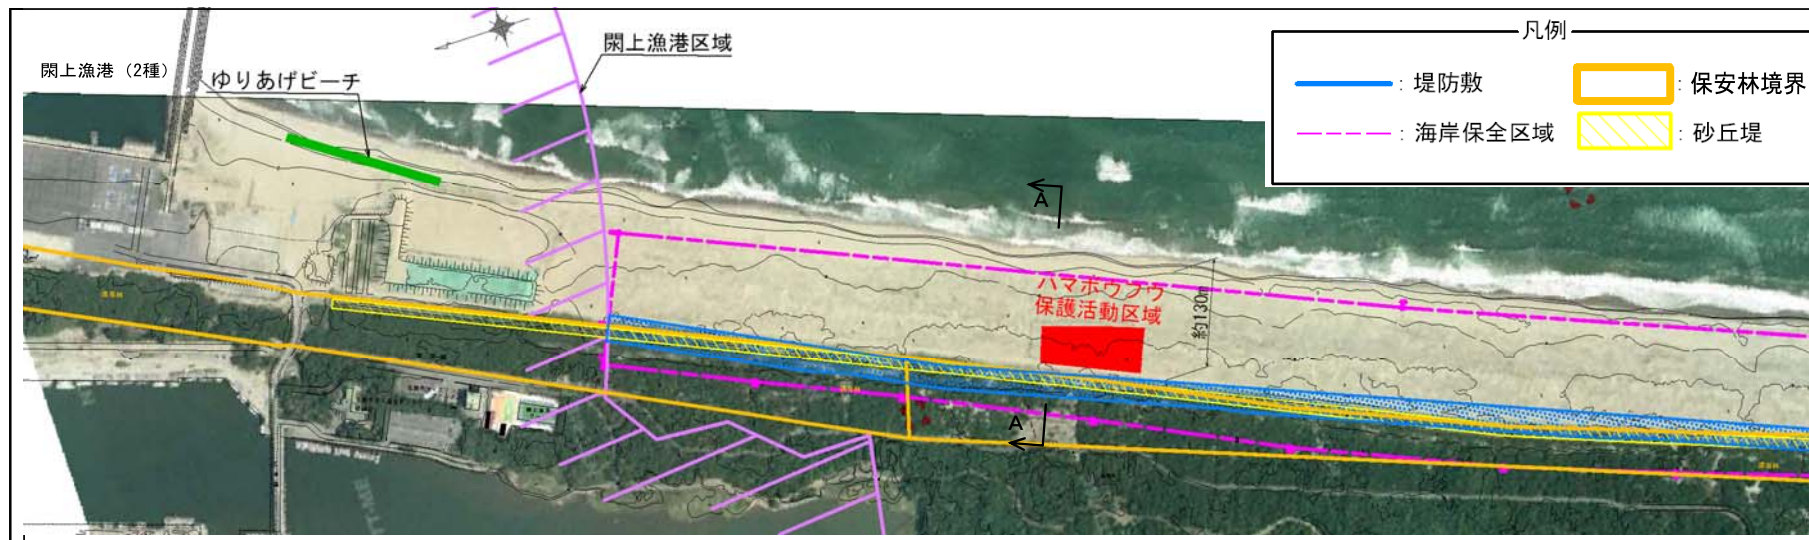 閖上漁港区域
閖上漁港（2種）
ゆりあげビーチ
凡例
: 堤防敷
: 保安林境界
: 海岸保全区域
: 砂丘堤
A
ハマボウフウ
保護活動区域
約130m
A